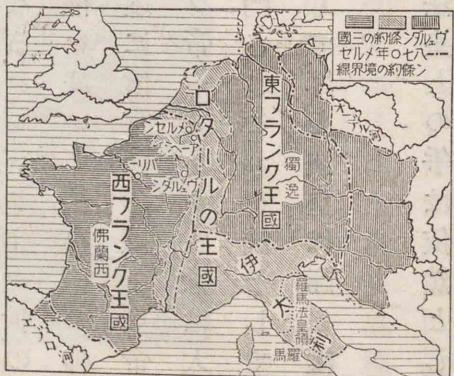 ヴェルダン條約の三國
八七〇年メルセ
ン條約の境界線
東フランク王國
獨逸
ロタールの王國
メルセン
アーヘン
パリー
ヴェルダン
西フランク王國
佛蘭西
エブロ河
伊太利
羅馬法皇領
羅馬